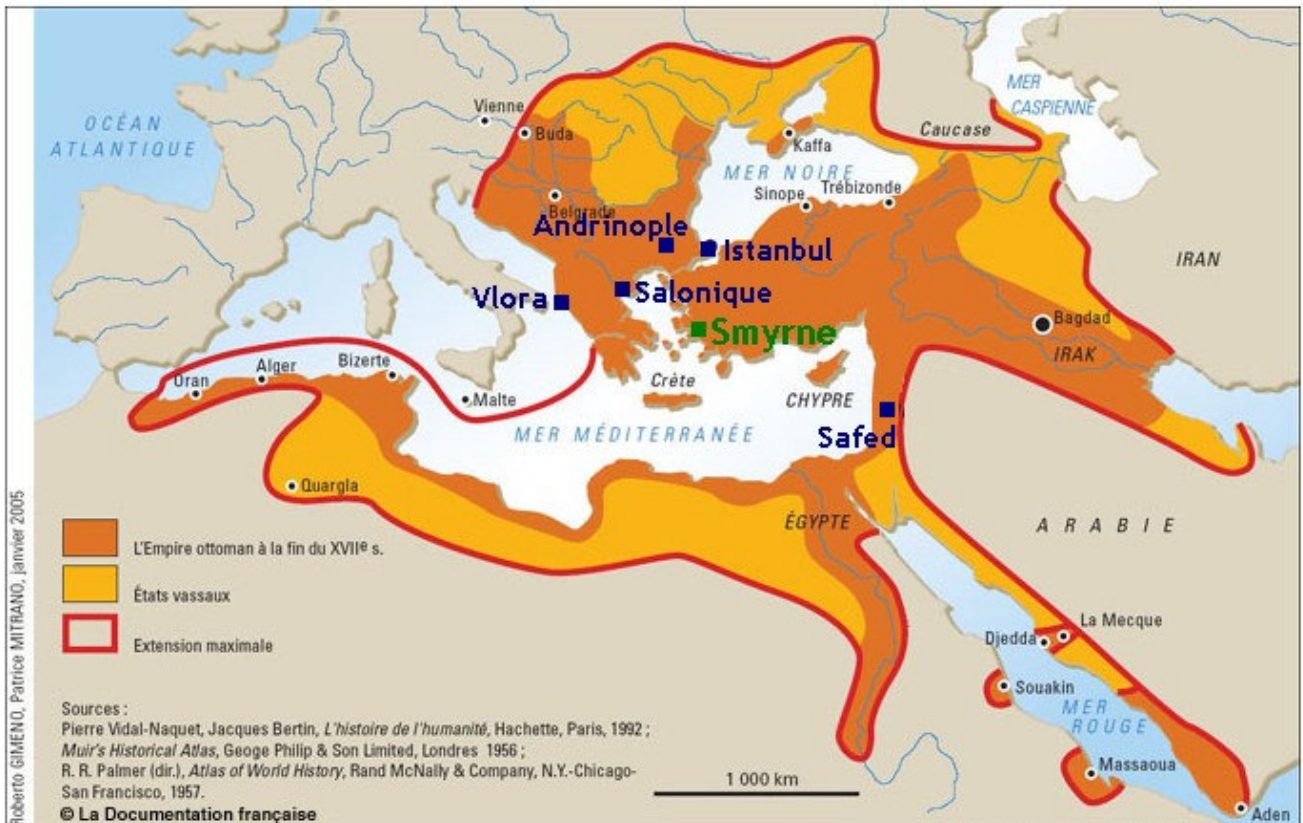 OCÉAN
ATLANTIQUE
Vienne
Buda
Belgrade
MER
CASPIENNE
Caucase
Kaffa
MER NOIRE
Sinope
Trébizonde
Andrinople
Istanbul
IRAN
Vlora
Salonique
Smyrne
Bagdad
IRAK
Oran
Alger
Bizerte
Malte
Crète
CHYPRE
MER MÉDITERRANÉE
Safed
Quargla
ÉGYPTE
ARABIE
La Mecque
Djedda
Souakin
MER
ROUGE
Massaoua
Aden
L'Empire ottoman à la fin du XVIIe s.
États vassaux
Extension maximale
Sources :
Pierre Vidal-Naquet, Jacques Bertin, L'histoire de l'humanité, Hachette, Paris, 1992 ;
Muir's Historical Atlas, Geoge Philip & Son Limited, Londres 1956 ;
R. R. Palmer (dir.), Atlas of World History, Rand McNally & Company, N.Y.-Chicago-
San Francisco, 1957.
© La Documentation française
1 000 km
Roberto GIMENO, Patrice MITRANO, janvier 2005